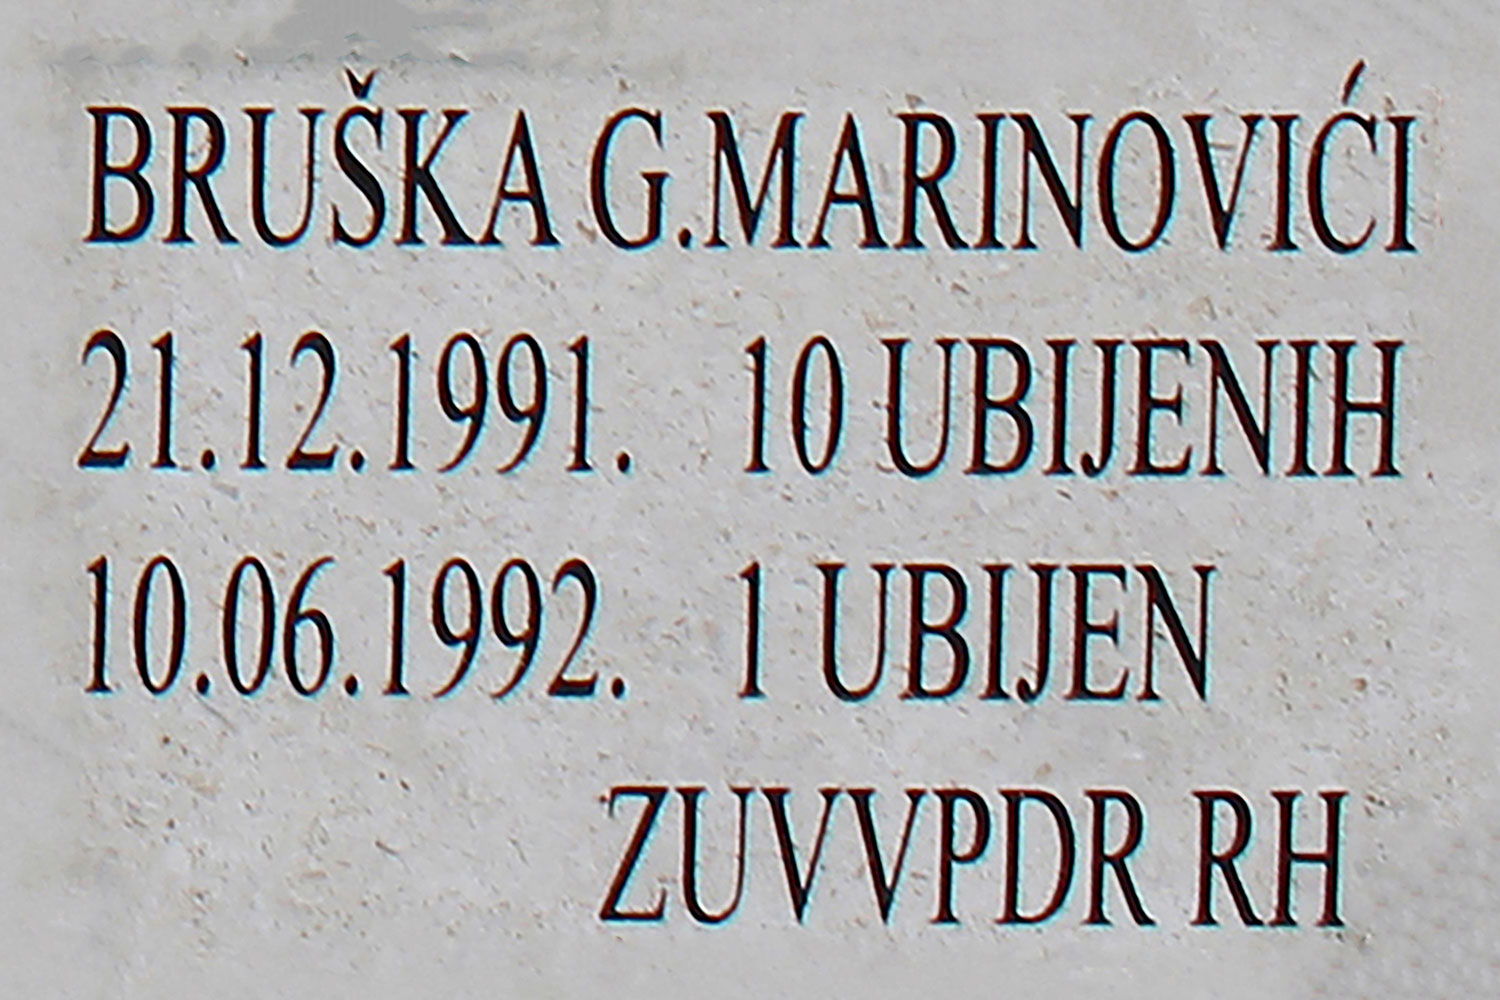 BRUŠKA G.MARINOVIĆI
21.12.1991. 10 UBIJENIH
10.06.1992. 1 UBIJEN
ZUVVPDR RH